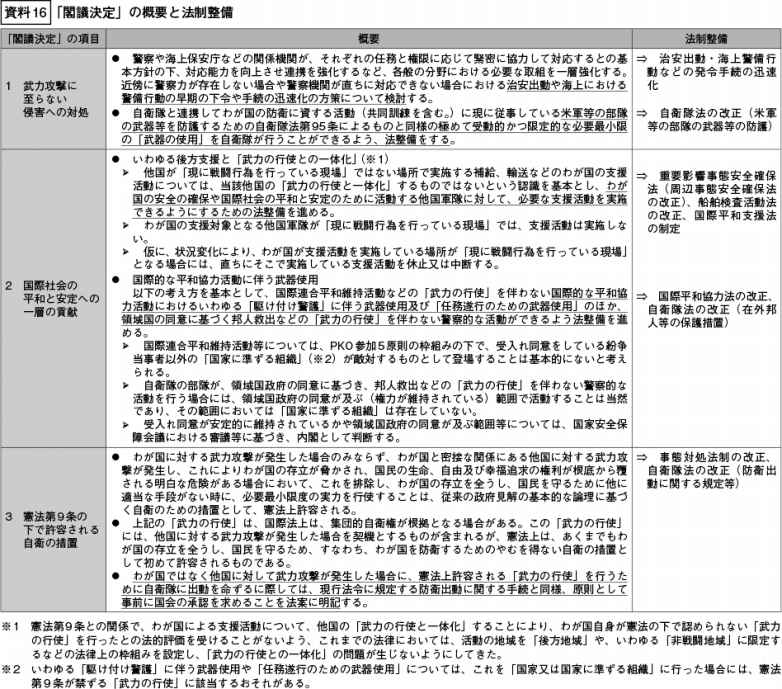 資料16 「閣議決定」の概要と法制整備
「閣議決定」の項目
概要
法制整備
1 武力攻撃に
至らない
侵害への対処
● 警察や海上保安庁などの関係機関が、それぞれの任務と権限に応じて緊密に協力して対応するとの基
本方針の下、対応能力を向上させ連携を強化するなど、各般の分野における必要な取組を一層強化する。
近傍に警察力が存在しない場合や警察機関が直ちに対応できない場合における治安出動や海上における
警備行動の早期の下令や手続の迅速化の方策について検討する。
● 自衛隊と連携してわが国の防衛に資する活動（共同訓練を含む。）に現に従事している米軍等の部隊
の武器等を防護するための自衛隊法第95条によるものと同様の極めて受動的かつ限定的な必要最小限
の「武器の使用」を自衛隊が行うことができるよう、法整備をする。
⇒ 治安出動・海上警備行
動などの発令手続の迅速
化
⇒ 自衛隊法の改正（米軍
等の部隊の武器等の防護）
2 国際社会の
平和と安定への
一層の貢献
● いわゆる後方支援と「武力の行使との一体化」（※1）
➢ 他国が「現に戦闘行為を行っている現場」ではない場所で実施する補給、輸送などのわが国の支援
活動については、当該他国の「武力の行使と一体化」するものではないという認識を基本とし、わが
国の安全の確保や国際社会の平和と安定のために活動する他国軍隊に対して、必要な支援活動を実施
できるようにするための法整備を進める。
➢ わが国の支援対象となる他国軍隊が「現に戦闘行為を行っている現場」では、支援活動は実施しな
い。
➢ 仮に、状況変化により、わが国が支援活動を実施している場所が「現に戦闘行為を行っている現場」
となる場合には、直ちにそこで実施している支援活動を休止又は中断する。
● 国際的な平和協力活動に伴う武器使用
以下の考え方を基本として、国際連合平和維持活動などの「武力の行使」を伴わない国際的な平和協
力活動におけるいわゆる「駆け付け警護」に伴う武器使用及び「任務遂行のための武器使用」のほか、
領域国の同意に基づく邦人救出などの「武力の行使」を伴わない警察的な活動ができるよう法整備を進
める。
➢ 国際連合平和維持活動等については、PKO参加5原則の枠組みの下で、受入れ同意をしている紛争
当事者以外の「国家に準ずる組織」（※2）が敵対するものとして登場することは基本的にないと考え
られる。
➢ 自衛隊の部隊が、領域国政府の同意に基づき、邦人救出などの「武力の行使」を伴わない警察的な
活動を行う場合には、領域国政府の同意が及ぶ（権力が維持されている）範囲で活動することは当然
であり、その範囲においては「国家に準ずる組織」は存在していない。
➢ 受入れ同意が安定的に維持されているかや領域国政府の同意が及ぶ範囲等については、国家安全保
障会議における審議等に基づき、内閣として判断する。
⇒ 重要影響事態安全確保
法（周辺事態安全確保法
の改正）、船舶検査活動法
の改正、国際平和支援法
の制定
⇒ 国際平和協力法の改正、
自衛隊法の改正（在外邦
人等の保護措置）
3 憲法第9条の
下で許容される
自衛の措置
● わが国に対する武力攻撃が発生した場合のみならず、わが国と密接な関係にある他国に対する武力攻
撃が発生し、これによりわが国の存立が脅かされ、国民の生命、自由及び幸福追求の権利が根底から覆
される明白な危険がある場合において、これを排除し、わが国の存立を全うし、国民を守るために他に
適当な手段がない時に、必要最小限度の実力を行使することは、従来の政府見解の基本的な論理に基づ
く自衛のための措置として、憲法上許容される。
● 上記の「武力の行使」は、国際法上は、集団的自衛権が根拠となる場合がある。この「武力の行使」
には、他国に対する武力攻撃が発生した場合を契機とするものが含まれるが、憲法上は、あくまでもわ
が国の存立を全うし、国民を守るため、すなわち、わが国を防衛するためのやむを得ない自衛の措置と
して初めて許容されるものである。
● わが国ではなく他国に対して武力攻撃が発生した場合に、憲法上許容される「武力の行使」を行うた
めに自衛隊に出動を命ずるに際しては、現行法令に規定する防衛出動に関する手続と同様、原則として
事前に国会の承認を求めることを法案に明記する。
⇒ 事態対処法制の改正、
自衛隊法の改正（防衛出
動に関する規定等）
※1 憲法第9条との関係で、わが国による支援活動について、他国の「武力の行使と一体化」することにより、わが国自身が憲法の下で認められない「武力
の行使」を行ったとの法的評価を受けることがないよう、これまでの法律においては、活動の地域を「後方地域」や、いわゆる「非戦闘地域」に限定す
るなどの法律上の枠組みを設定し、「武力の行使との一体化」の問題が生じないようにしてきた。
※2 いわゆる「駆け付け警護」に伴う武器使用や「任務遂行のための武器使用」については、これを「国家又は国家に準ずる組織」に行った場合には、憲法
第9条が禁ずる「武力の行使」に該当するおそれがある。